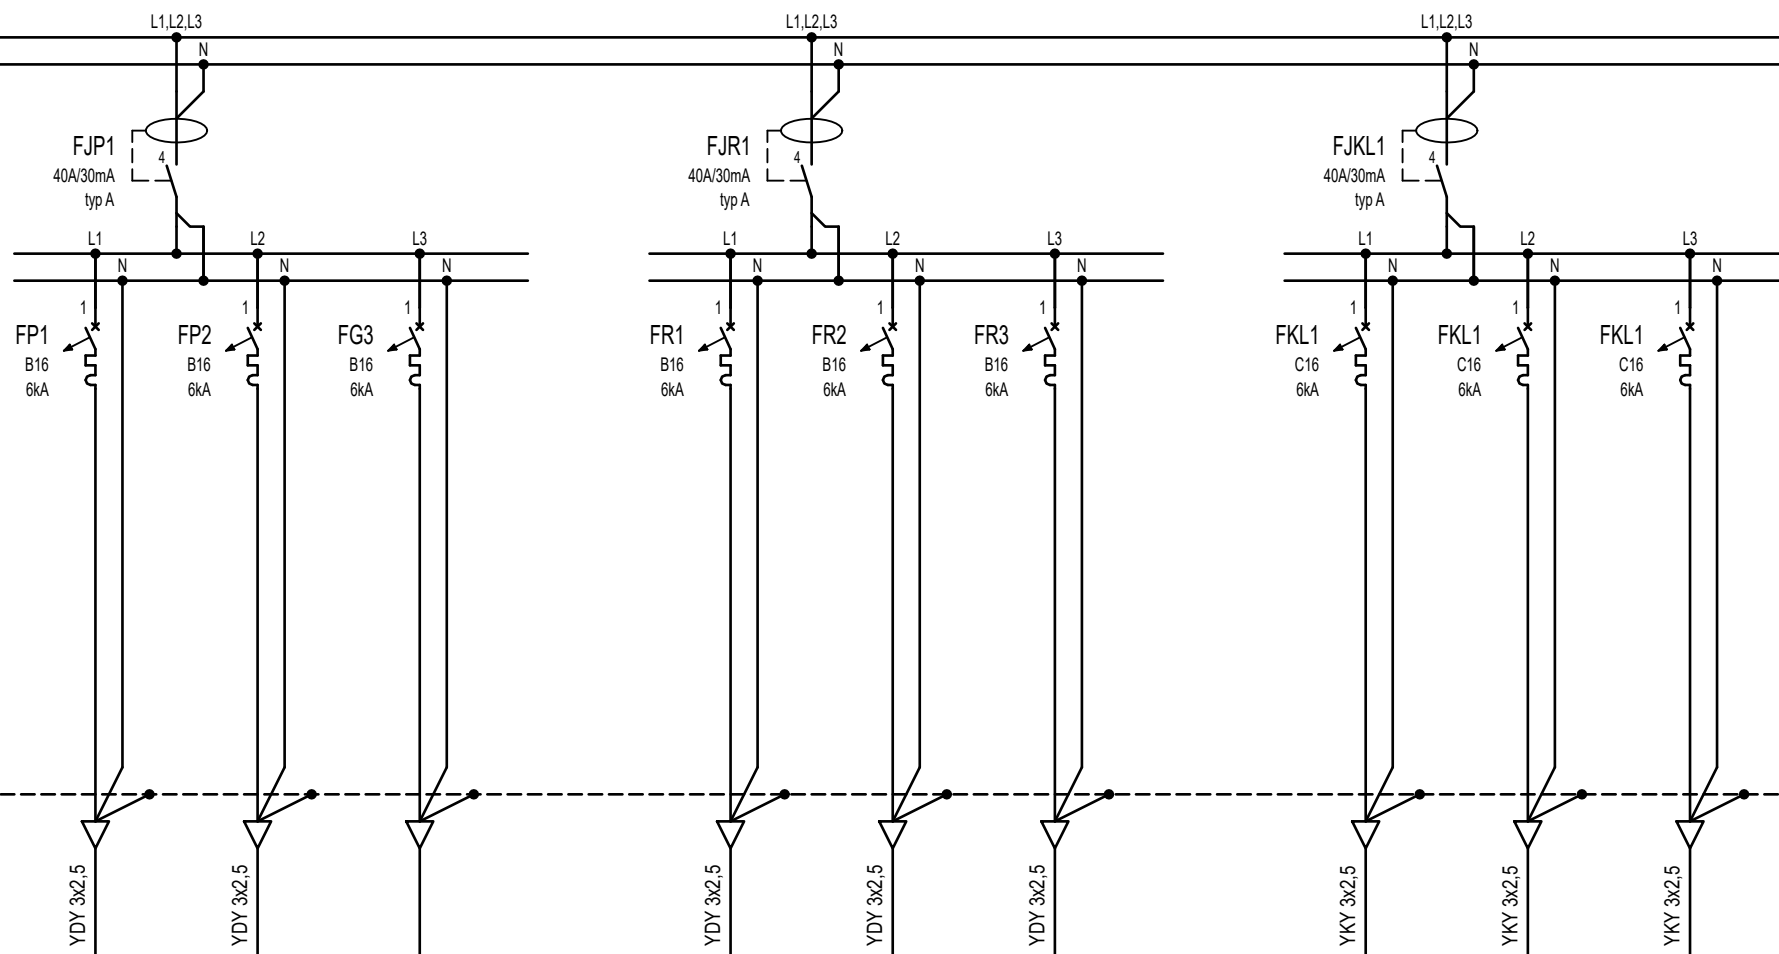 L1,L2,L3
N
L1,L2,L3
N
L1,L2,L3
N
FJP1
40A/30mA
typ A
4
FJR1
40A/30mA
typ A
4
FJKL1
40A/30mA
typ A
4
L1
N
L2
N
L3
N
L1
N
L2
N
L3
N
L1
N
L2
N
L3
N
1
FP1
B16
6kA
1
FP2
B16
6kA
1
FG3
B16
6kA
1
FR1
B16
6kA
1
FR2
B16
6kA
1
FR3
B16
6kA
1
FKL1
C16
6kA
1
FKL1
C16
6kA
1
FKL1
C16
6kA
YDY 3x2,5
YDY 3x2,5
YDY 3x2,5
YDY 3x2,5
YDY 3x2,5
YKY 3x2,5
YKY 3x2,5
YKY 3x2,5